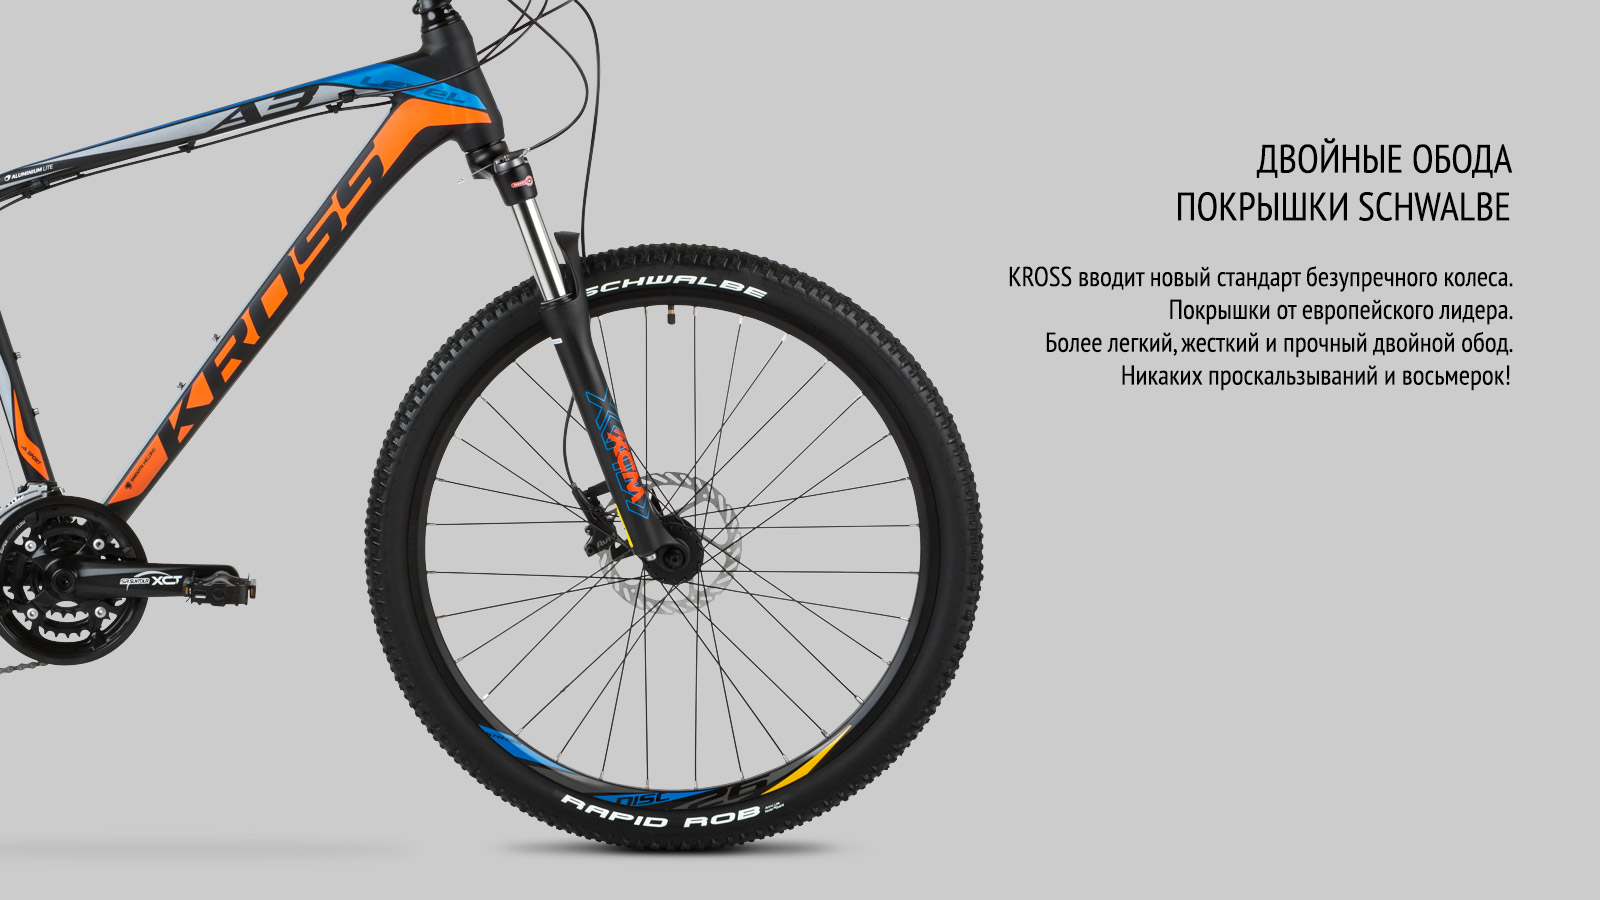 ДВОЙНЫЕ ОБОДА
ПОКРЫШКИ SCHWALBE
KROSS вводит новый стандарт безупречного колеса.
Покрышки от европейского лидера.
Более легкий, жесткий и прочный двойной обод.
Никаких проскальзываний и восьмерок!
LEVEL
A3
ALUMINIUM LITE
KROSS
SCHWALBE
XCM
XCT
DISC 26
RAPID ROB